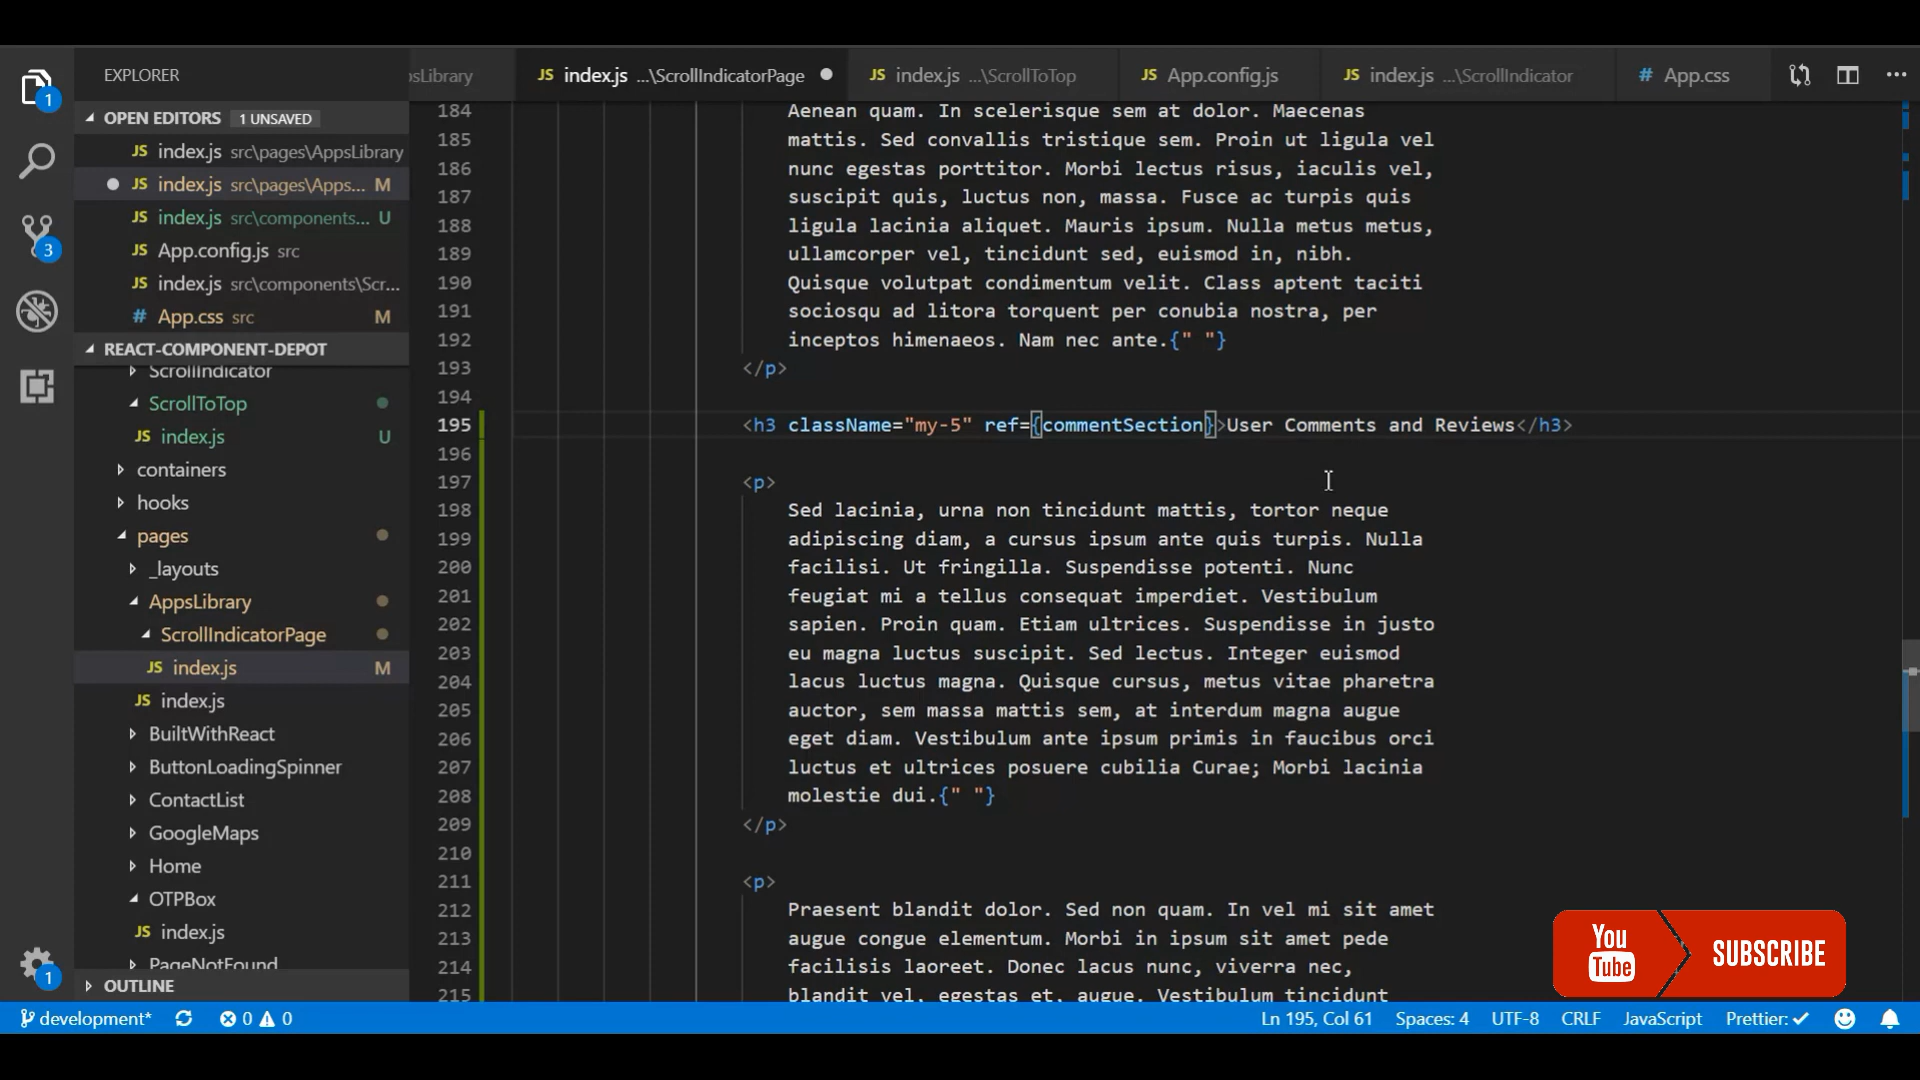 EXPLORER
sLibrary
JS index.js ...\ScrollIndicatorPage
JS index.js ...\ScrollToTop
JS App.config.js
JS index.js ...\ScrollIndicator
# App.css
1
3
1
OPEN EDITORS 1 UNSAVED
JS index.js src\pages\AppsLibrary
JS index.js src\pages\Apps... M
JS index.js src\components... U
JS App.config.js src
JS index.js src\components\Scr...
# App.css src M
REACT-COMPONENT-DEPOT
ScrollIndicator
ScrollToTop
JS index.js U
containers
hooks
pages
_layouts
AppsLibrary
ScrollIndicatorPage
JS index.js M
JS index.js
BuiltWithReact
ButtonLoadingSpinner
ContactList
GoogleMaps
Home
OTPBox
JS index.js
PageNotFound
OUTLINE
184 Aenean quam. In scelerisque sem at dolor. Maecenas
185 mattis. Sed convallis tristique sem. Proin ut ligula vel
186 nunc egestas porttitor. Morbi lectus risus, iaculis vel,
187 suscipit quis, luctus non, massa. Fusce ac turpis quis
188 ligula lacinia aliquet. Mauris ipsum. Nulla metus metus,
189 ullamcorper vel, tincidunt sed, euismod in, nibh.
190 Quisque volutpat condimentum velit. Class aptent taciti
191 sociosqu ad litora torquent per conubia nostra, per
192 inceptos himenaeos. Nam nec ante.{" "}
193 </p>
194
195 <h3 className="my-5" ref={commentSection}>User Comments and Reviews</h3>
196
197 <p>
198 Sed lacinia, urna non tincidunt mattis, tortor neque
199 adipiscing diam, a cursus ipsum ante quis turpis. Nulla
200 facilisi. Ut fringilla. Suspendisse potenti. Nunc
201 feugiat mi a tellus consequat imperdiet. Vestibulum
202 sapien. Proin quam. Etiam ultrices. Suspendisse in justo
203 eu magna luctus suscipit. Sed lectus. Integer euismod
204 lacus luctus magna. Quisque cursus, metus vitae pharetra
205 auctor, sem massa mattis sem, at interdum magna augue
206 eget diam. Vestibulum ante ipsum primis in faucibus orci
207 luctus et ultrices posuere cubilia Curae; Morbi lacinia
208 molestie dui.{" "}
209 </p>
210
211 <p>
212 Praesent blandit dolor. Sed non quam. In vel mi sit amet
213 augue congue elementum. Morbi in ipsum sit amet pede
214 facilisis laoreet. Donec lacus nunc, viverra nec,
215 blandit vel, egestas et, augue. Vestibulum tincidunt
You
Tube
SUBSCRIBE
development* 0 0 Ln 195, Col 61 Spaces: 4 UTF-8 CRLF JavaScript Prettier: ✓